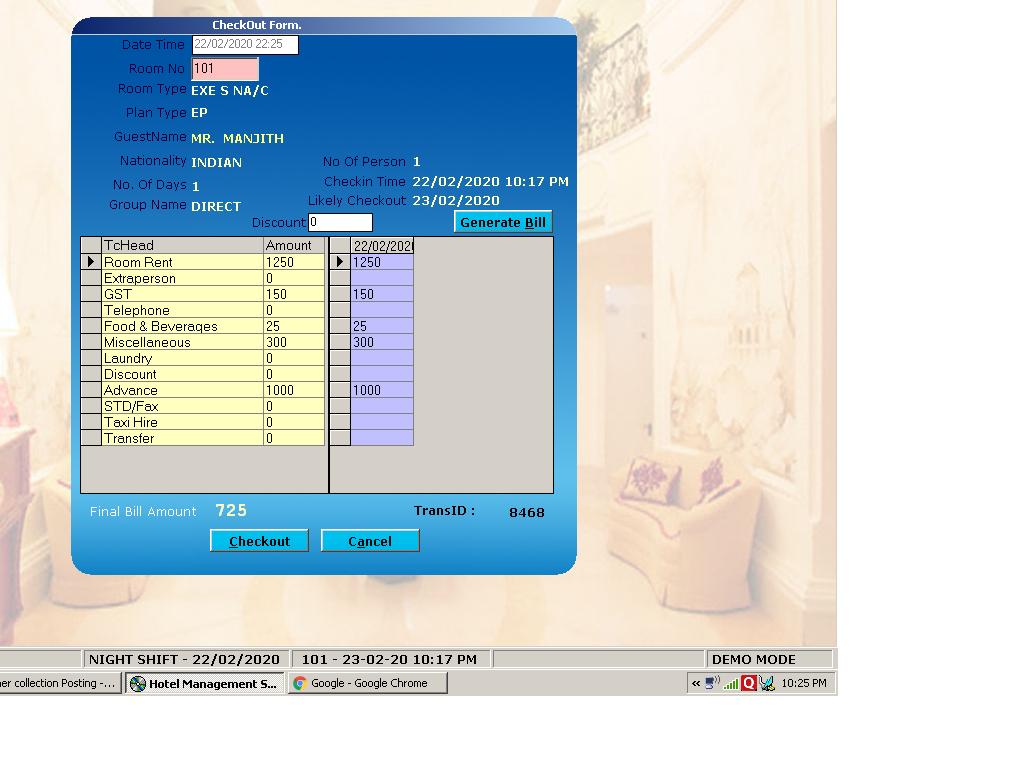 CheckOut Form.
Date Time 22/02/2020 22:25
Room No 101
Room Type EXE S NA/C
Plan Type EP
GuestName MR. MANJITH
Nationality INDIAN No Of Person 1
No. Of Days 1 Checkin Time 22/02/2020 10:17 PM
Group Name DIRECT Likely Checkout 23/02/2020
Discount 0 Generate Bill
TcHead Amount 22/02/202
Room Rent 1250 1250
Extraperson 0
GST 150 150
Telephone 0
Food & Beverages 25 25
Miscellaneous 300 300
Laundry 0
Discount 0
Advance 1000 1000
STD/Fax 0
Taxi Hire 0
Transfer 0
Final Bill Amount 725 TransID : 8468
Checkout Cancel
NIGHT SHIFT - 22/02/2020 101 - 23-02-20 10:17 PM DEMO MODE
er collection Posting -... Hotel Management S... Google - Google Chrome « Q 10:25 PM